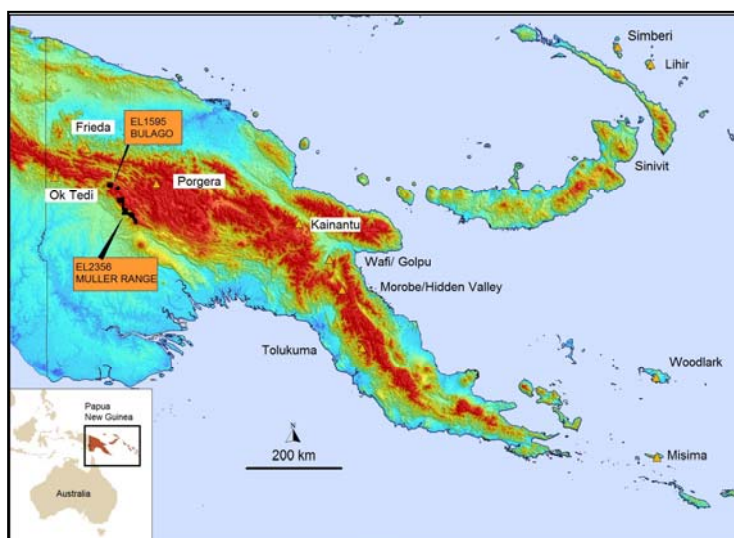 Simberi
Lihir
EL1595
BULAGO
Frieda
Sinivit
Porgera
Ok Tedi
Kainantu
EL2356
MULLER RANGE
Wafi/ Golpu
Morobe/Hidden Valley
Tolukuma
Woodlark
Papua
New Guinea
N
200 km
Misima
Australia